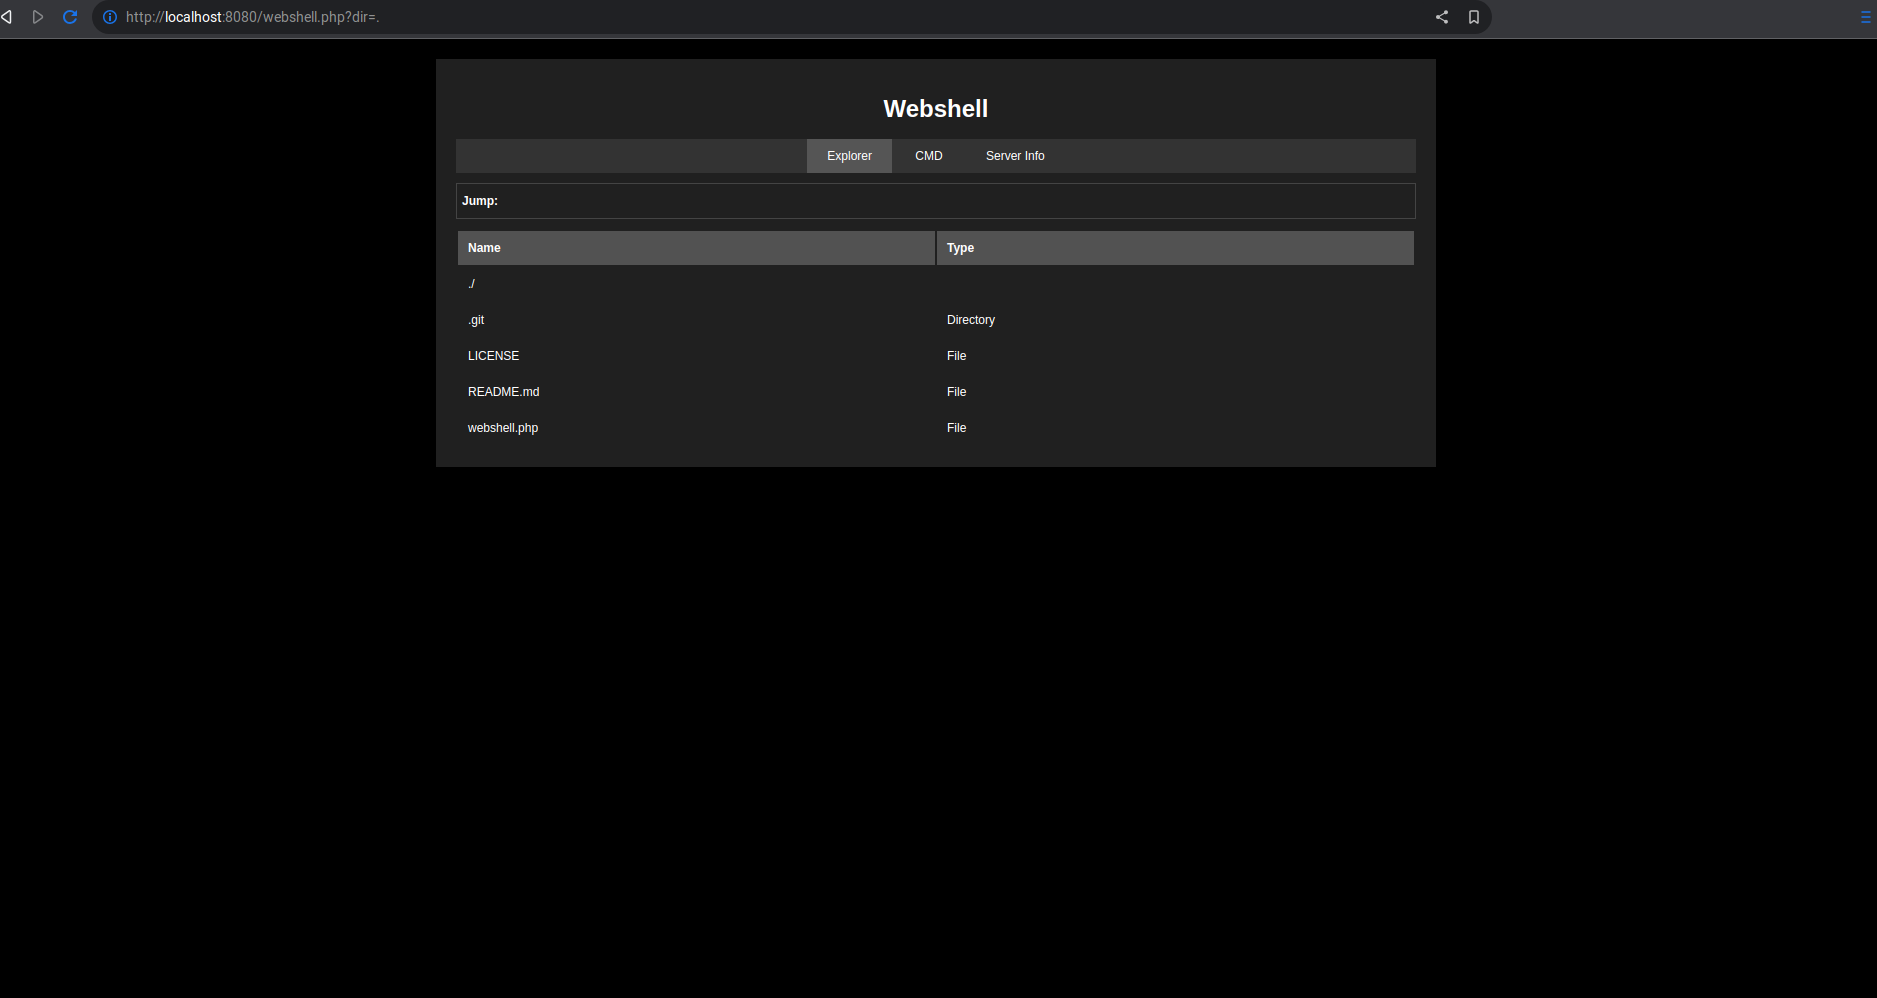 http://localhost:8080/webshell.php?dir=.
Webshell
Explorer CMD Server Info
Jump:
Name Type
./
.git Directory
LICENSE File
README.md File
webshell.php File